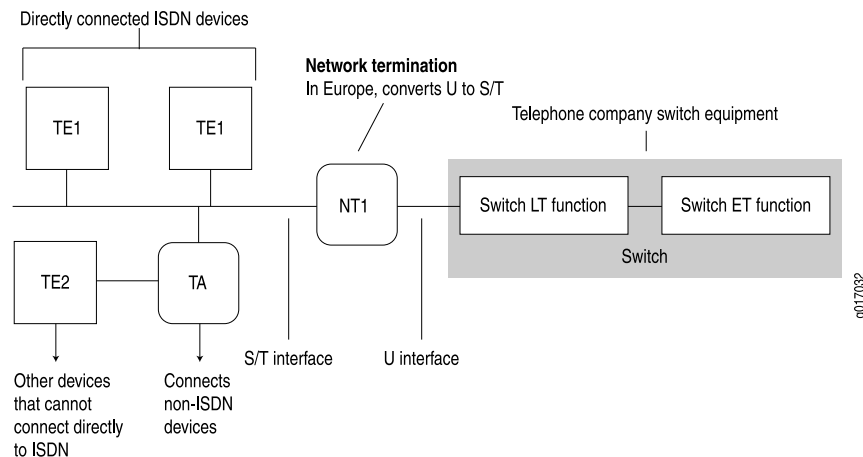 Directly connected ISDN devices
Network termination
In Europe, converts U to S/T
Telephone company switch equipment
TE1
TE1
NT1
Switch LT function
Switch ET function
Switch
TE2
TA
S/T interface
U interface
Other devices
that cannot
connect directly
to ISDN
Connects
non-ISDN
devices
g017032